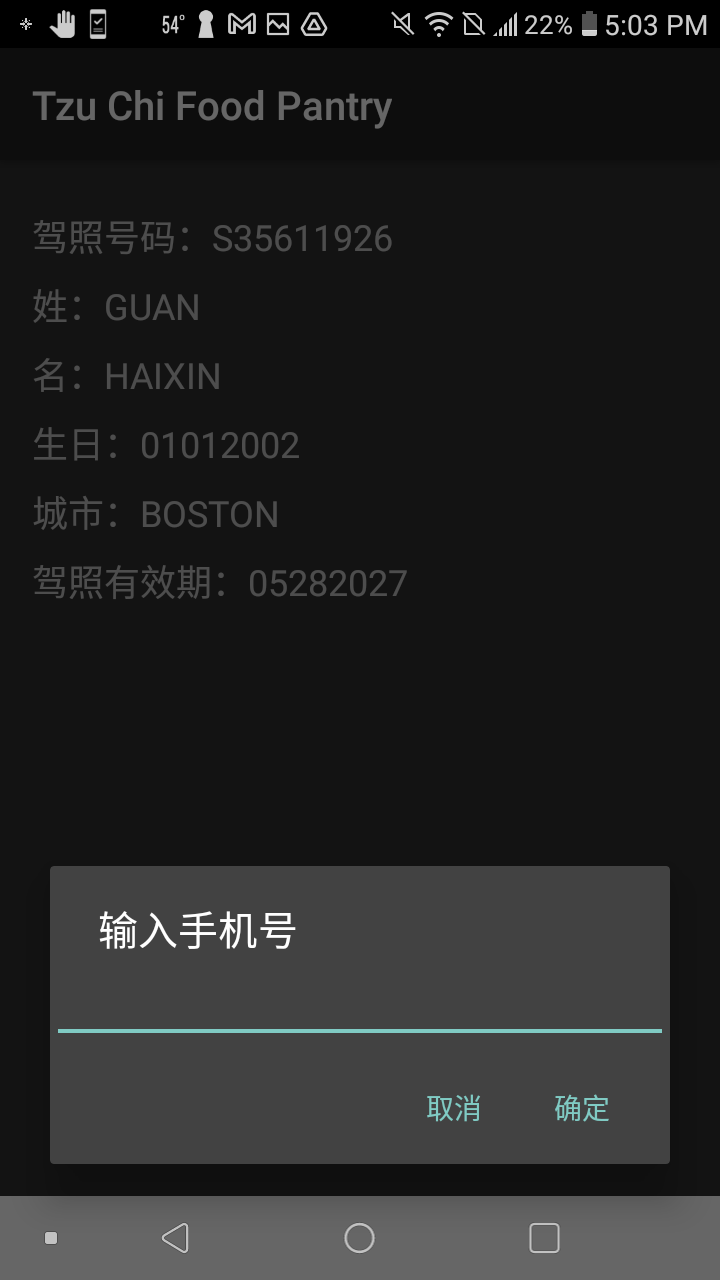 54° 22% 5:03 PM
Tzu Chi Food Pantry
驾照号码：S35611926
姓：GUAN
名：HAIXIN
生日：01012002
城市：BOSTON
驾照有效期：05282027
输入手机号
取消 确定